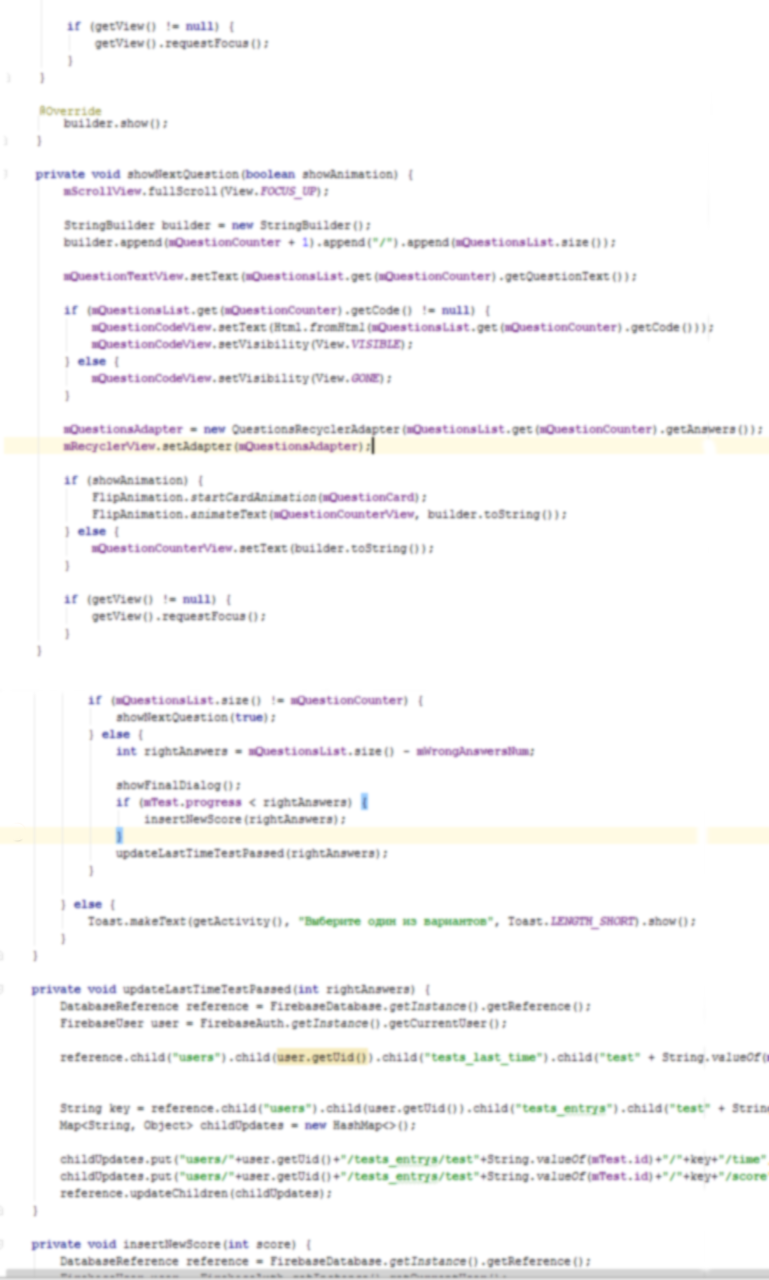 if (getView() != null) {
getView().requestFocus();
}
}
@Override
builder.show();
}
private void showNextQuestion(boolean showAnimation) {
mScrollView.fullScroll(View.FOCUS_UP);
StringBuilder builder = new StringBuilder();
builder.append(mQuestionCounter + 1).append("/").append(mQuestionsList.size());
mQuestionTextView.setText(mQuestionsList.get(mQuestionCounter).getQuestionText());
if (mQuestionsList.get(mQuestionCounter).getCode() != null) {
mQuestionCodeView.setText(Html.fromHtml(mQuestionsList.get(mQuestionCounter).getCode()));
mQuestionCodeView.setVisibility(View.VISIBLE);
} else {
mQuestionCodeView.setVisibility(View.GONE);
}
mQuestionsAdapter = new QuestionsRecyclerAdapter(mQuestionsList.get(mQuestionCounter).getAnswers());
mRecyclerView.setAdapter(mQuestionsAdapter);
if (showAnimation) {
FlipAnimation.startCardAnimation(mQuestionCard);
FlipAnimation.animateText(mQuestionCounterView, builder.toString());
} else {
mQuestionCounterView.setText(builder.toString());
}
if (getView() != null) {
getView().requestFocus();
}
}
if (mQuestionsList.size() != mQuestionCounter) {
showNextQuestion(true);
} else {
int rightAnswers = mQuestionsList.size() - mWrongAnswersNum;
showFinalDialog();
if (mTest.progress < rightAnswers) {
insertNewScore(rightAnswers);
}
updateLastTimeTestPassed(rightAnswers);
}
} else {
Toast.makeText(getActivity(), "Выберите один из вариантов", Toast.LENGTH_SHORT).show();
}
}
private void updateLastTimeTestPassed(int rightAnswers) {
DatabaseReference reference = FirebaseDatabase.getInstance().getReference();
FirebaseUser user = FirebaseAuth.getInstance().getCurrentUser();
reference.child("users").child(user.getUid()).child("tests_last_time").child("test" + String.valueOf(m
String key = reference.child("users").child(user.getUid()).child("tests_entrys").child("test" + Strin
Map<String, Object> childUpdates = new HashMap<>();
childUpdates.put("users/"+user.getUid()+"/tests_entrys/test"+String.valueOf(mTest.id)+"/"+key+"/time"
childUpdates.put("users/"+user.getUid()+"/tests_entrys/test"+String.valueOf(mTest.id)+"/"+key+"/score
reference.updateChildren(childUpdates);
}
private void insertNewScore(int score) {
DatabaseReference reference = FirebaseDatabase.getInstance().getReference();